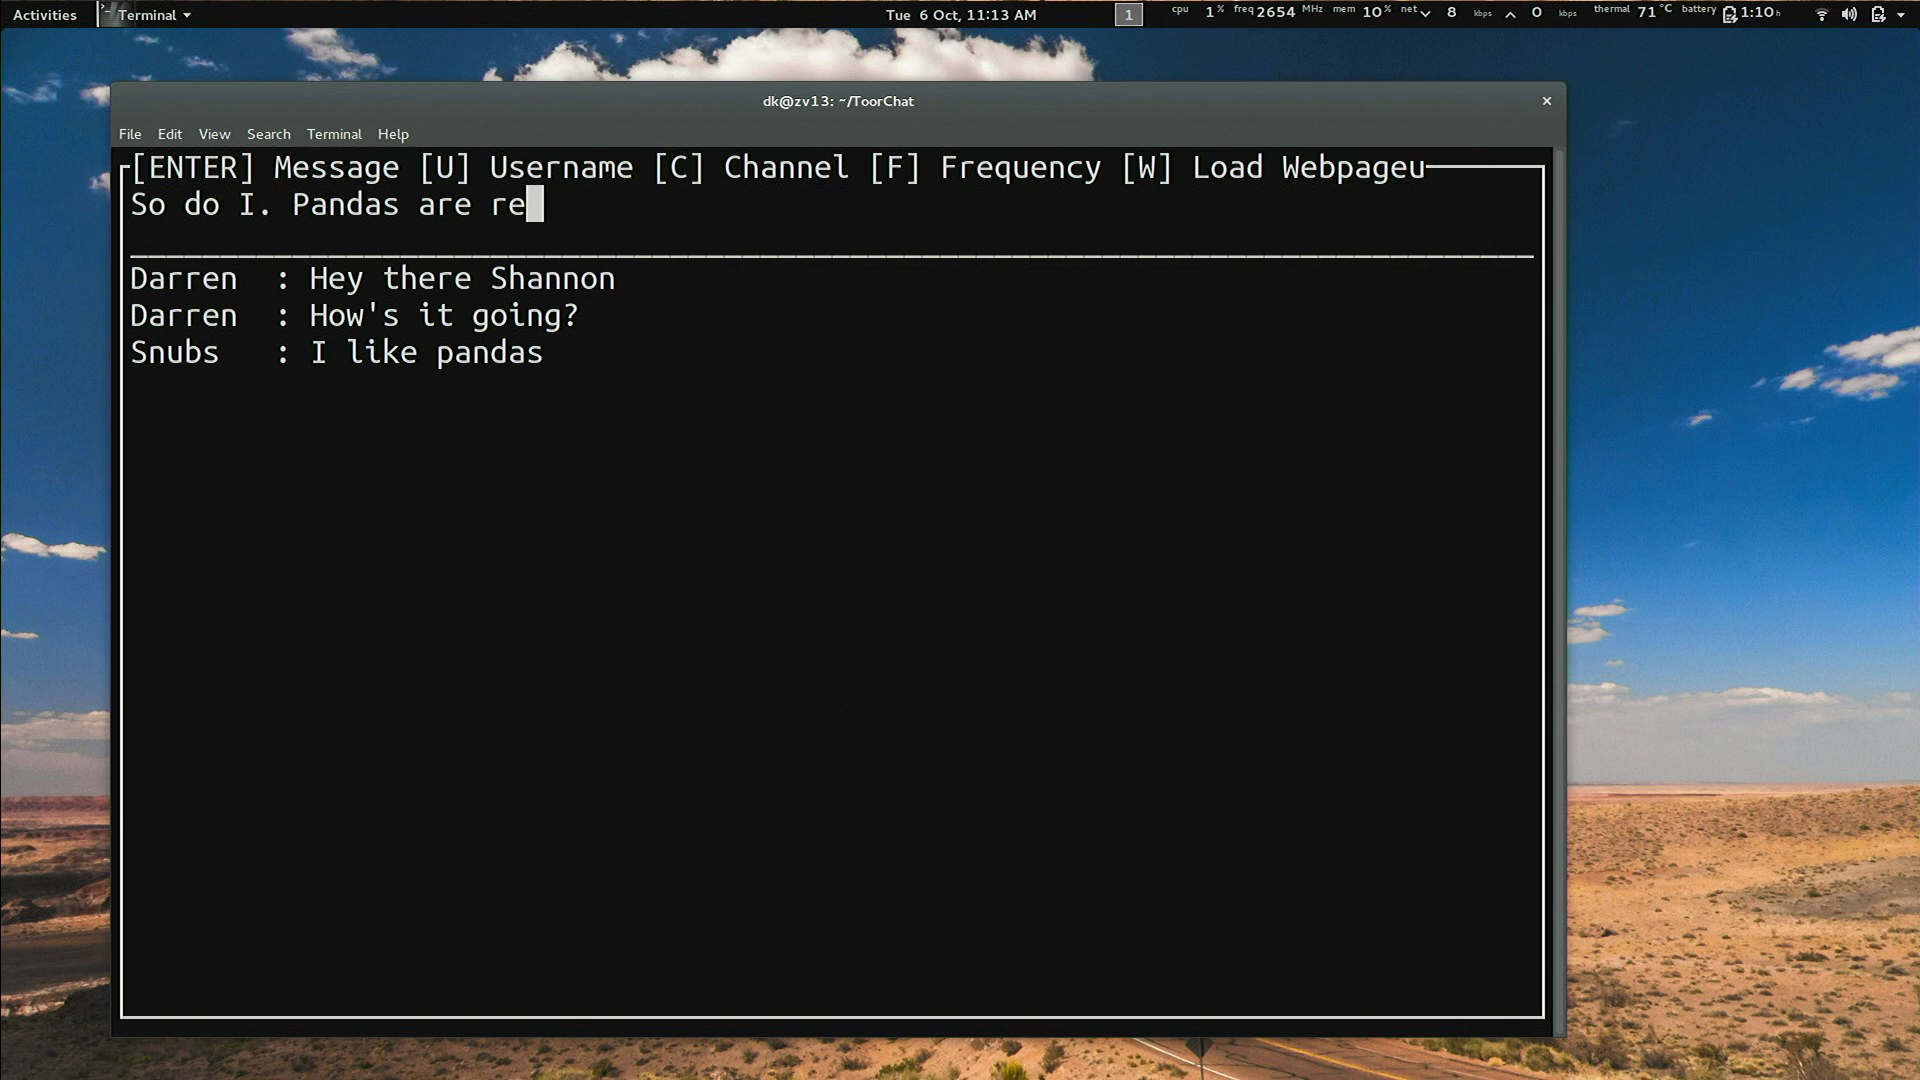 Activities Terminal Tue 6 Oct, 11:13 AM 1 cpu 1 % freq 2654 MHz mem 10 % net 8 kbps 0 kbps thermal 71 °C battery 1:10 h
dk@zv13: ~/ToorChat ×
File Edit View Search Terminal Help
[ENTER] Message [U] Username [C] Channel [F] Frequency [W] Load Webpageu
So do I. Pandas are re
Darren : Hey there Shannon
Darren : How's it going?
Snubs : I like pandas